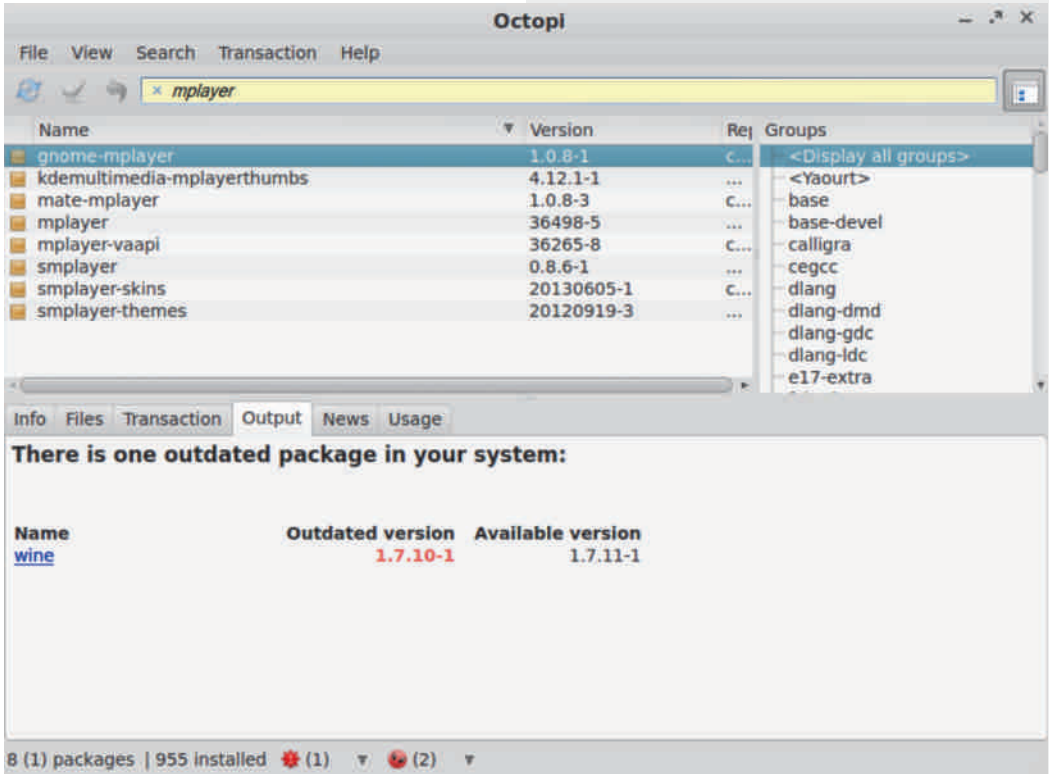 Octopi
File View Search Transaction Help
× mplayer
Name Version Rep Groups
gnome-mplayer 1.0.8-1 c... <Display all groups>
kdemultimedia-mplayerthumbs 4.12.1-1 ... <Yaourt>
mate-mplayer 1.0.8-3 c... base
mplayer 36498-5 ... base-devel
mplayer-vaapi 36265-8 c... calligra
smplayer 0.8.6-1 ... cegcc
smplayer-skins 20130605-1 c... dlang
smplayer-themes 20120919-3 ... dlang-dmd
dlang-gdc
dlang-ldc
e17-extra
Info Files Transaction Output News Usage
There is one outdated package in your system:
Name Outdated version Available version
wine 1.7.10-1 1.7.11-1
8 (1) packages | 955 installed (1) (2)